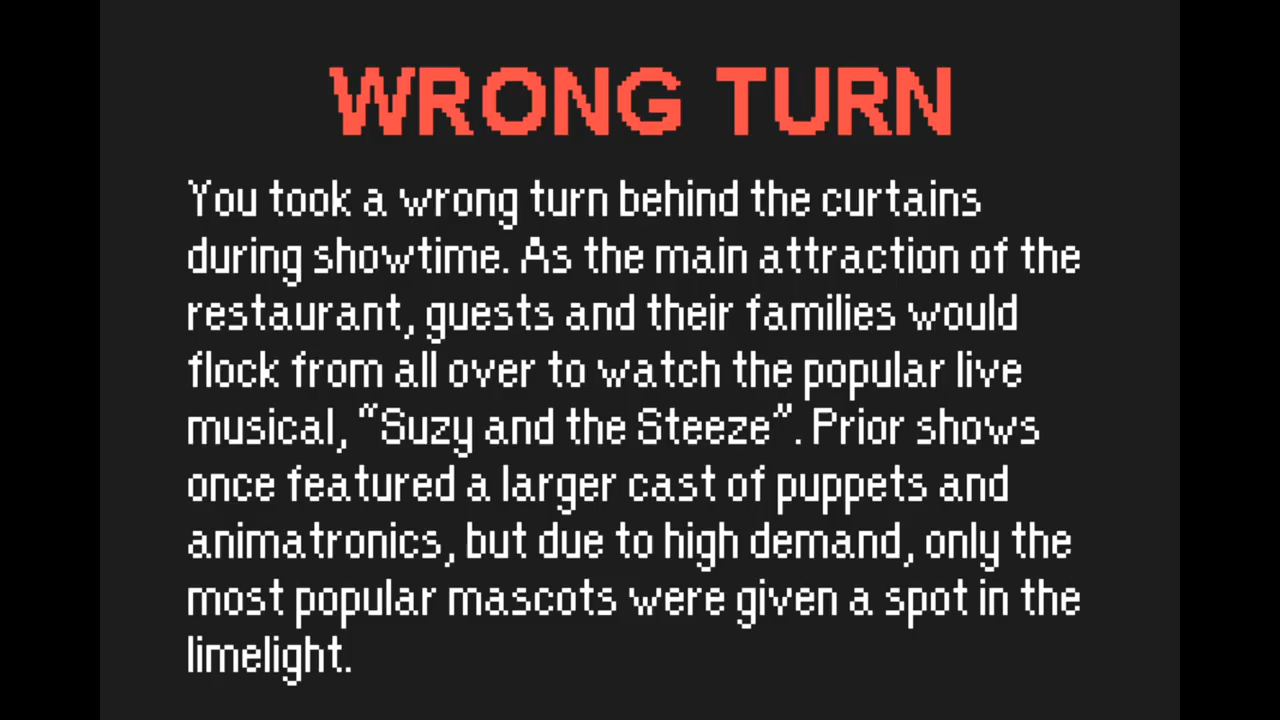 WRONG TURN
You took a wrong turn behind the curtains
during showtime. As the main attraction of the
restaurant, guests and their families would
flock from all over to watch the popular live
musical, “Suzy and the Steeze”. Prior shows
once featured a larger cast of puppets and
animatronics, but due to high demand, only the
most popular mascots were given a spot in the
limelight.